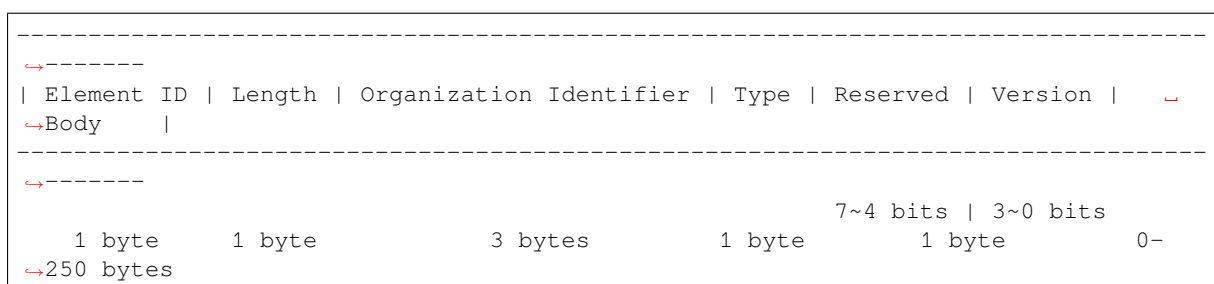 -----------------------------------------------------------------------------------
↪-------
| Element ID | Length | Organization Identifier | Type | Reserved | Version |   ␣
↪Body    |
-----------------------------------------------------------------------------------
↪-------
                                                         7~4 bits | 3~0 bits
    1 byte    1 byte            3 bytes         1 byte       1 byte        0-
↪250 bytes